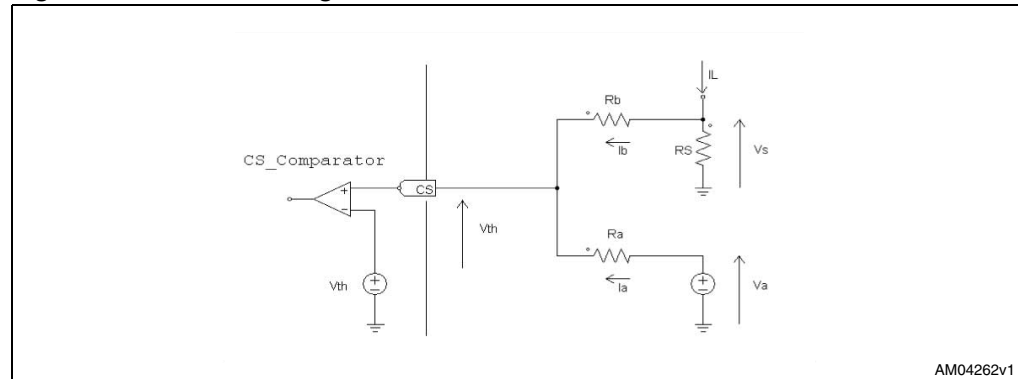 IL
Rb
Ib
RS
Vs
CS_Comparator
+
−
CS
Vth
Ra
Ia
Vth
+
−
+
−
Va
AM04262v1